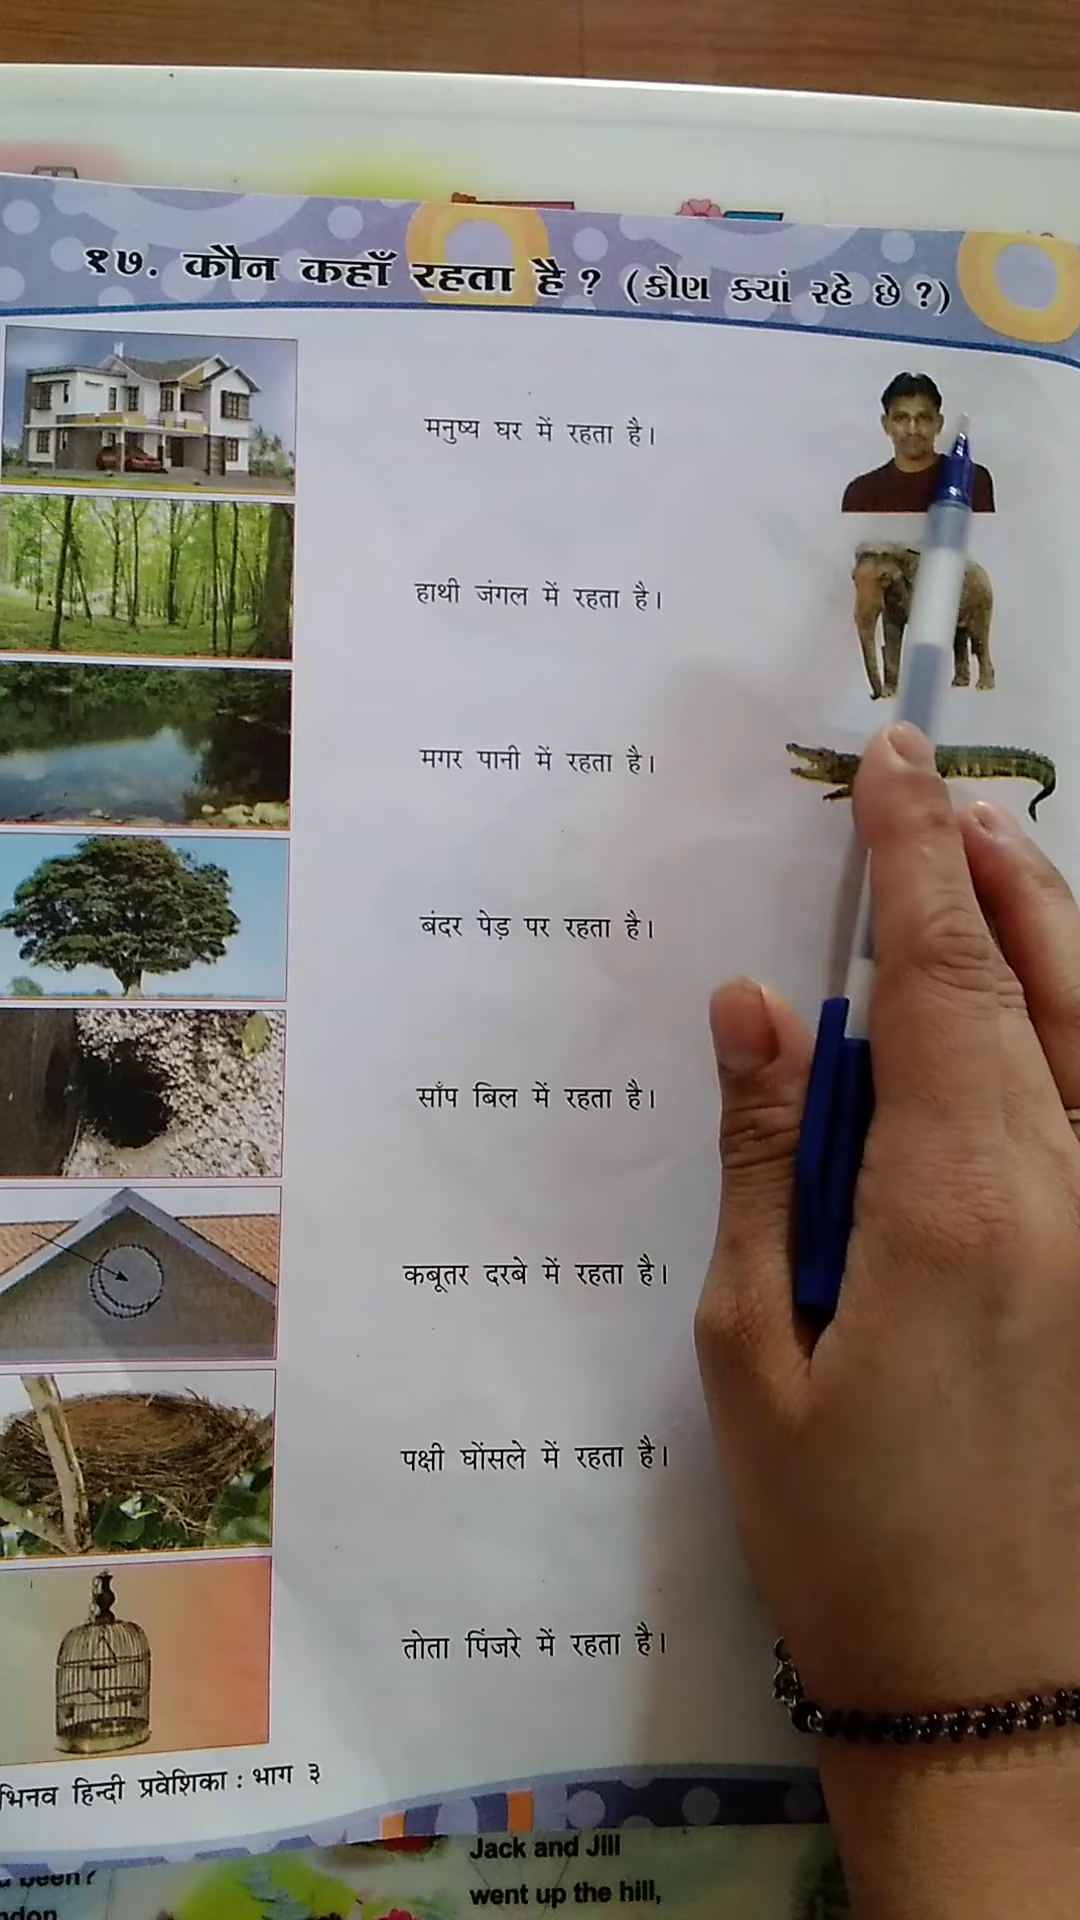 १७. कौन कहाँ रहता है ? (કોણ ક્યાં રહે છે ?)
मनुष्य घर में रहता है।
हाथी जंगल में रहता है।
मगर पानी में रहता है।
बंदर पेड़ पर रहता है।
साँप बिल में रहता है।
कबूतर दरबे में रहता है।
पक्षी घोंसले में रहता है।
तोता पिंजरे में रहता है।
भिनव हिन्दी प्रवेशिका : भाग ३
Jack and Jill
went up the hill,
been?